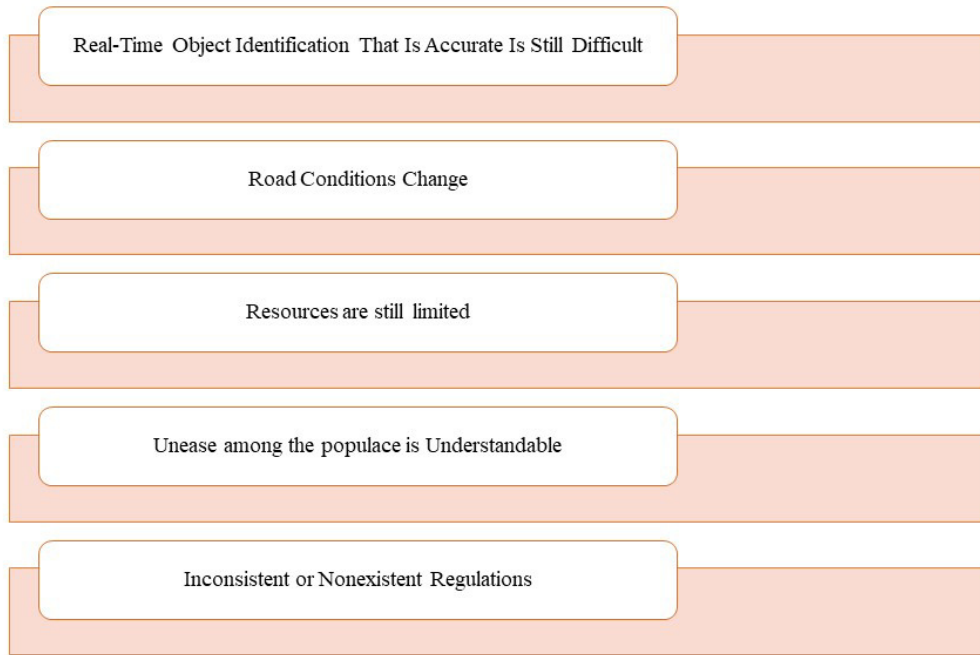 Real-Time Object Identification That Is Accurate Is Still Difficult
Road Conditions Change
Resources are still limited
Unease among the populace is Understandable
Inconsistent or Nonexistent Regulations